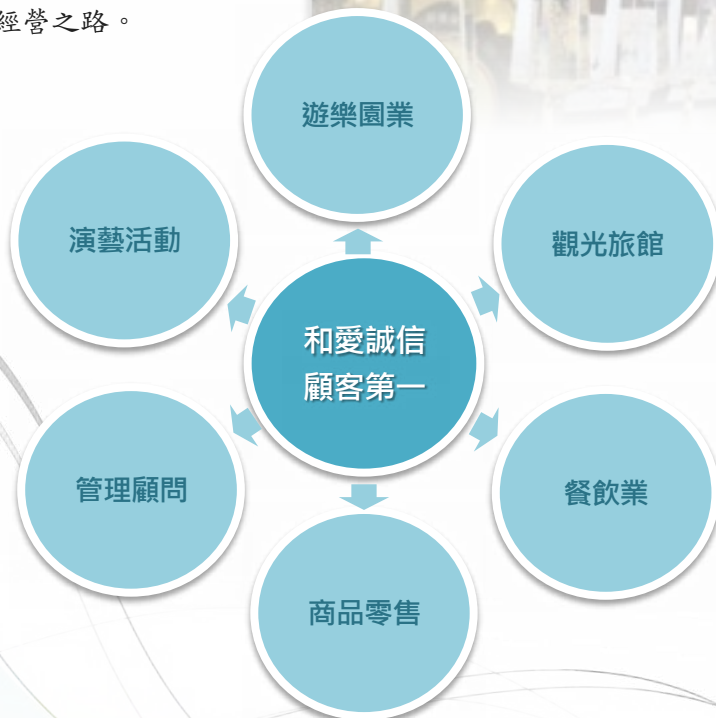 經營之路。
遊樂園業
演藝活動
觀光旅館
和愛誠信
顧客第一
管理顧問
餐飲業
商品零售